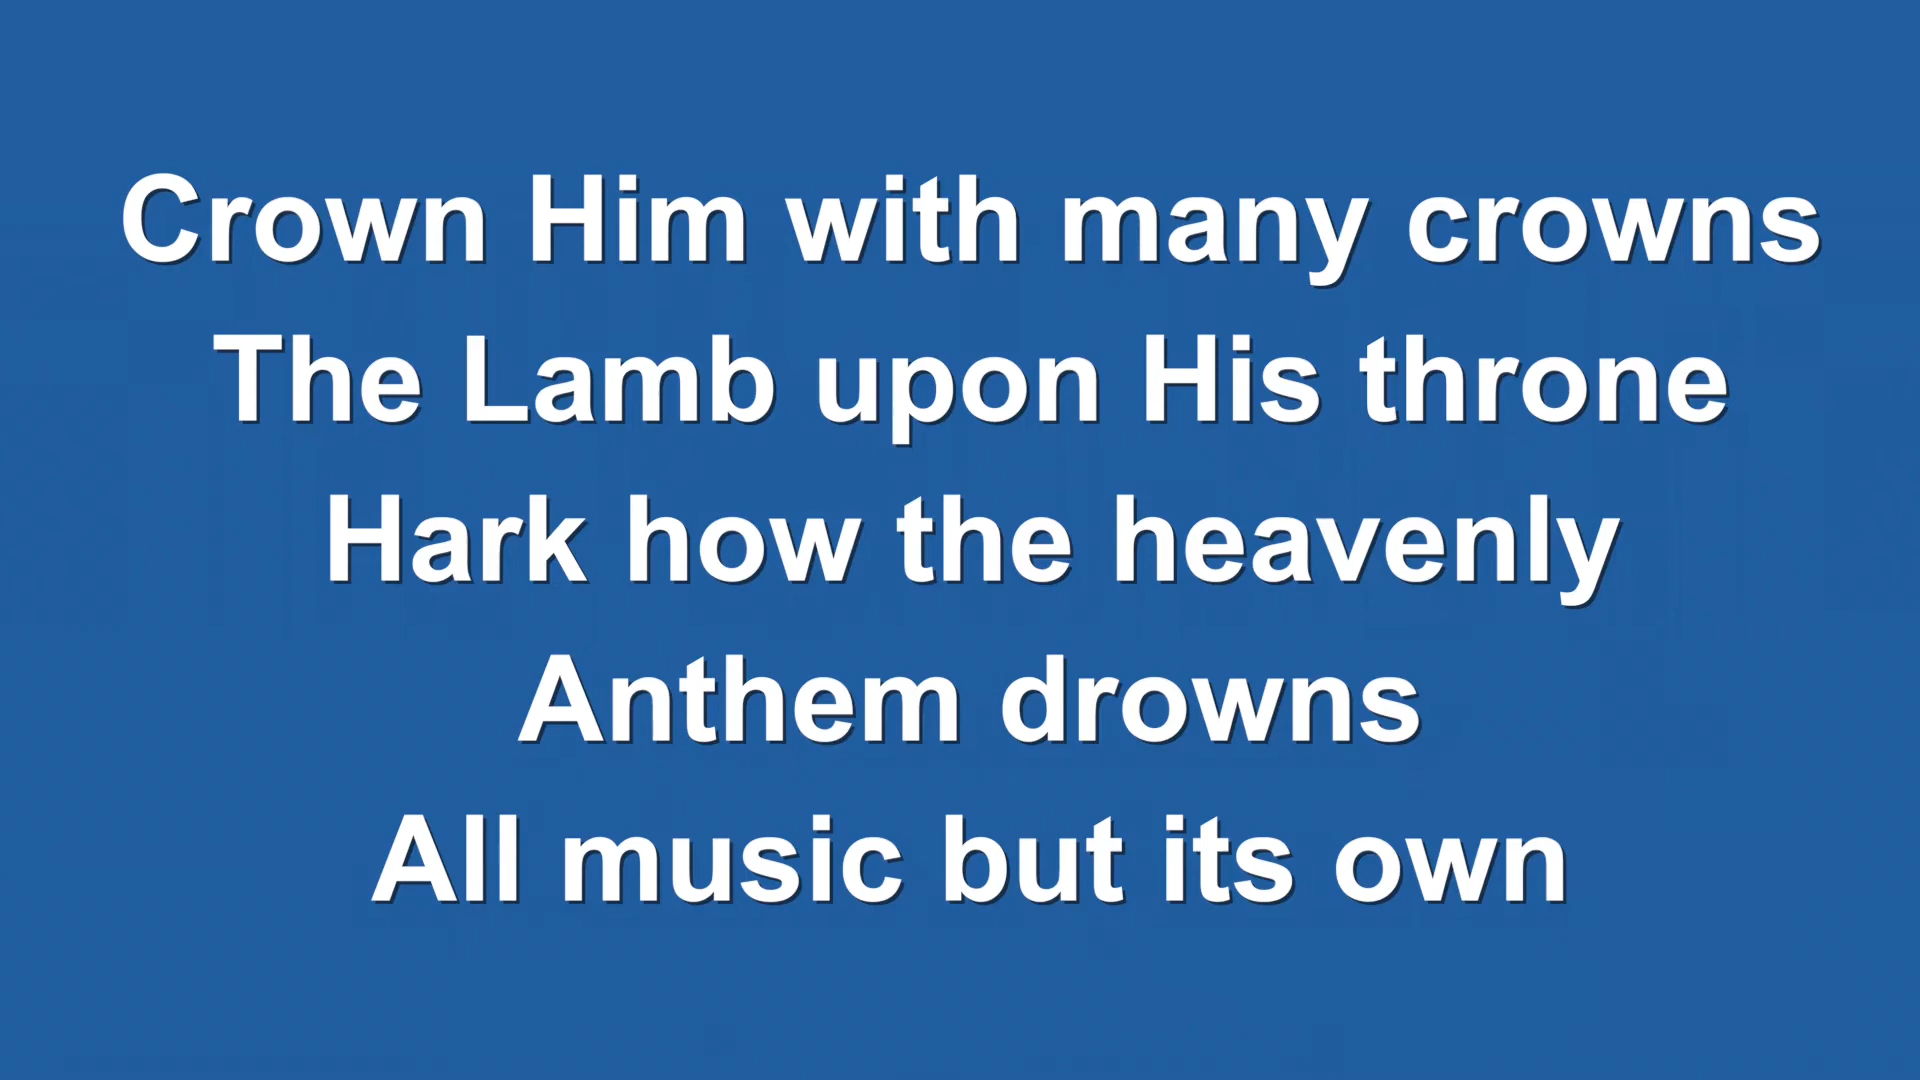 Crown Him with many crowns
The Lamb upon His throne
Hark how the heavenly
Anthem drowns
All music but its own